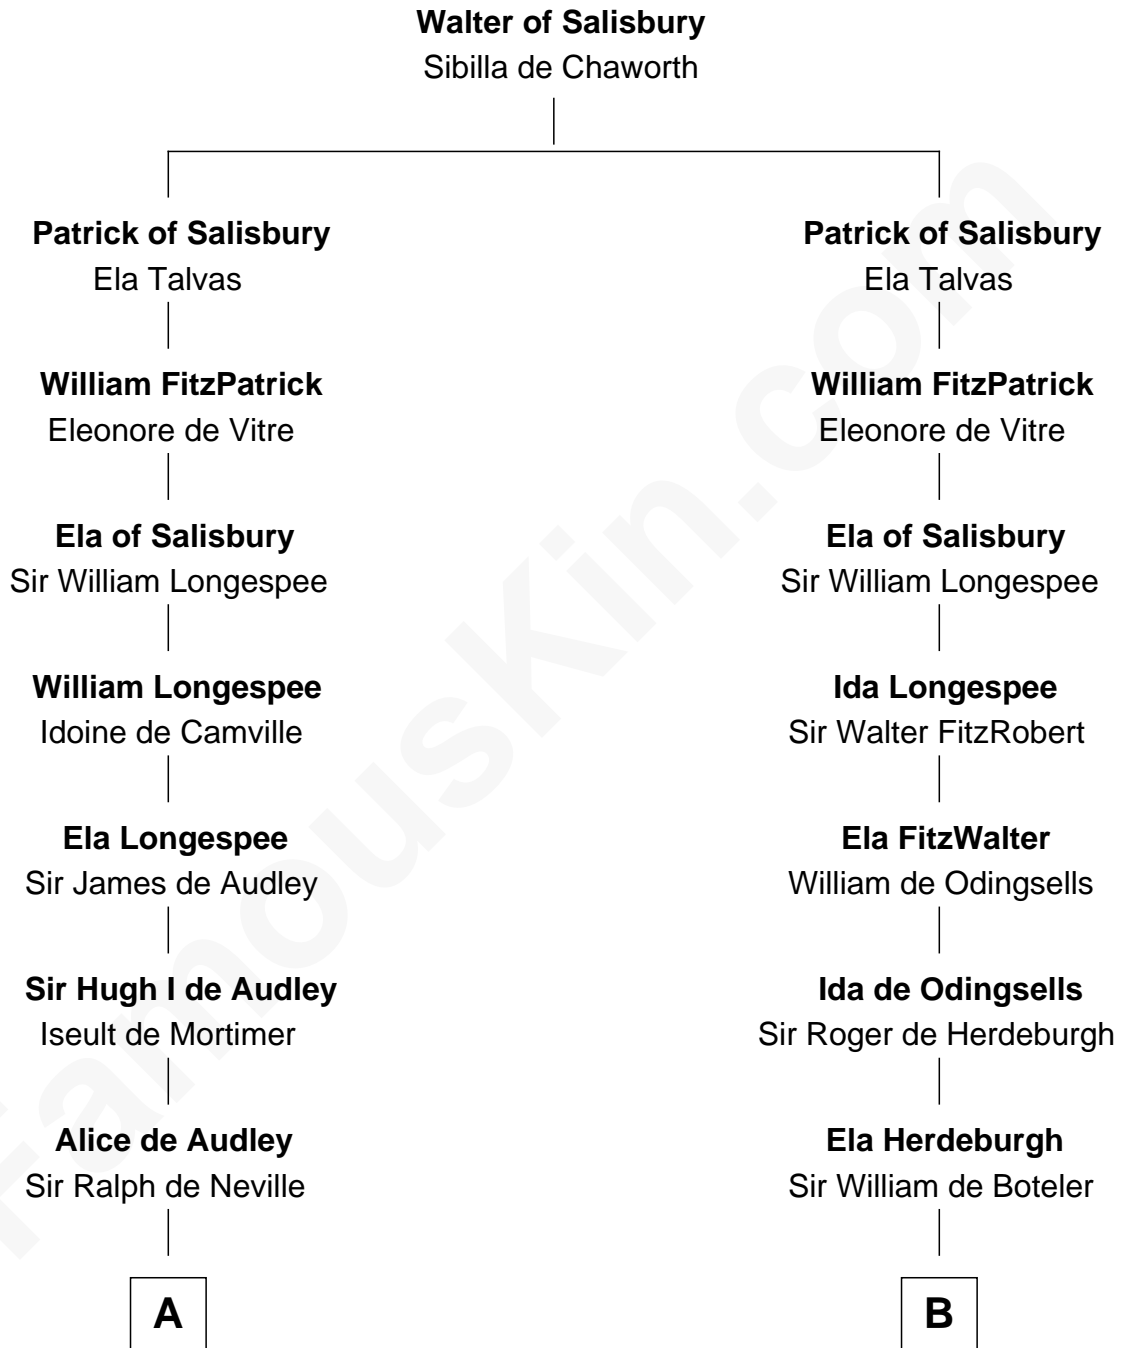 Walter of Salisbury
Sibilla de Chaworth
Patrick of Salisbury
Ela Talvas
William FitzPatrick
Eleonore de Vitre
Ela of Salisbury
Sir William Longespee
William Longespee
Idoine de Camville
Ela Longespee
Sir James de Audley
Sir Hugh I de Audley
Iseult de Mortimer
Alice de Audley
Sir Ralph de Neville
A
Patrick of Salisbury
Ela Talvas
William FitzPatrick
Eleonore de Vitre
Ela of Salisbury
Sir William Longespee
Ida Longespee
Sir Walter FitzRobert
Ela FitzWalter
William de Odingsells
Ida de Odingsells
Sir Roger de Herdeburgh
Ela Herdeburgh
Sir William de Boteler
B
FamousKin.com